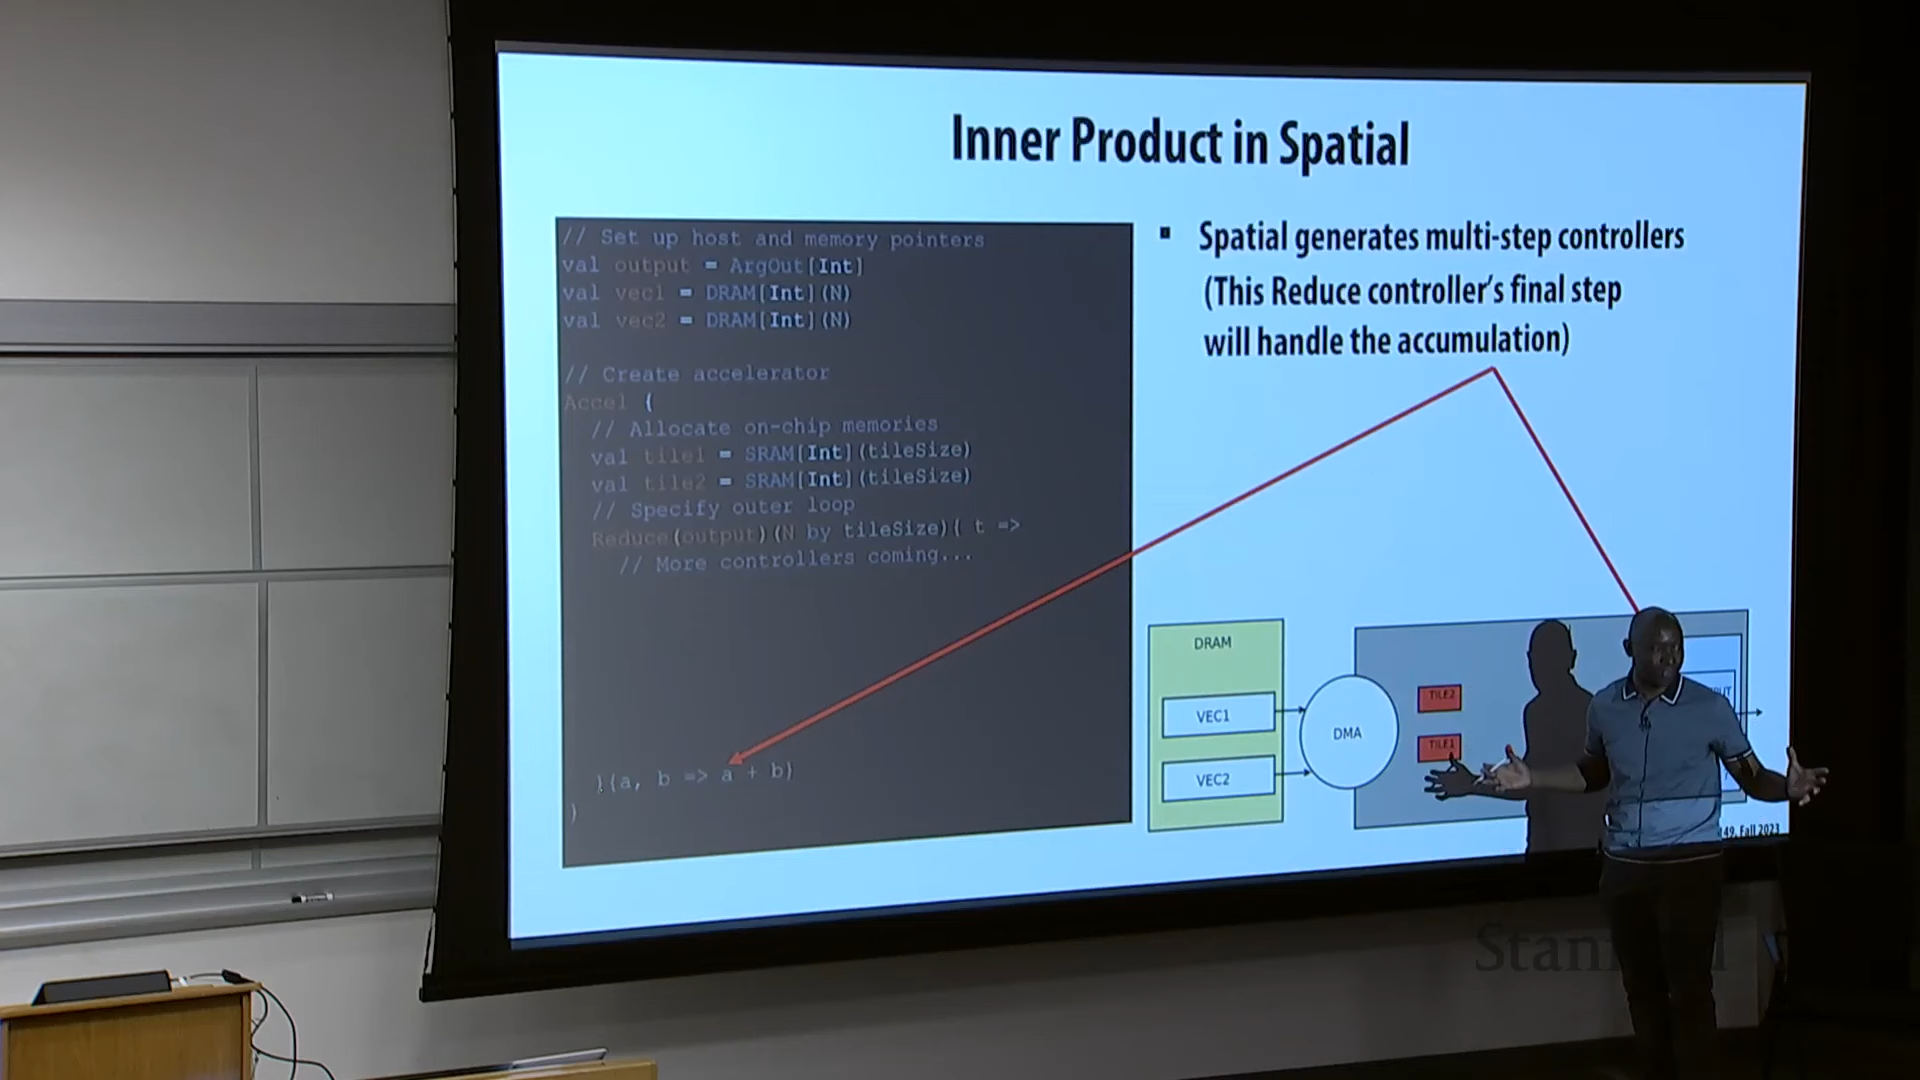 Inner Product in Spatial
// Set up host and memory pointers
val output = ArgOut[Int]
val vec1 = DRAM[Int](N)
val vec2 = DRAM[Int](N)
// Create accelerator
Accel {
// Allocate on-chip memories
val tile1 = SRAM[Int](tileSize)
val tile2 = SRAM[Int](tileSize)
// Specify outer loop
Reduce(output)(N by tileSize){ t =>
// More controllers coming...
}{a, b => a + b}
}
▪ Spatial generates multi-step controllers
(This Reduce controller's final step
will handle the accumulation)
DRAM
VEC1
VEC2
DMA
TILE2
TILE1
49, Fall 2023